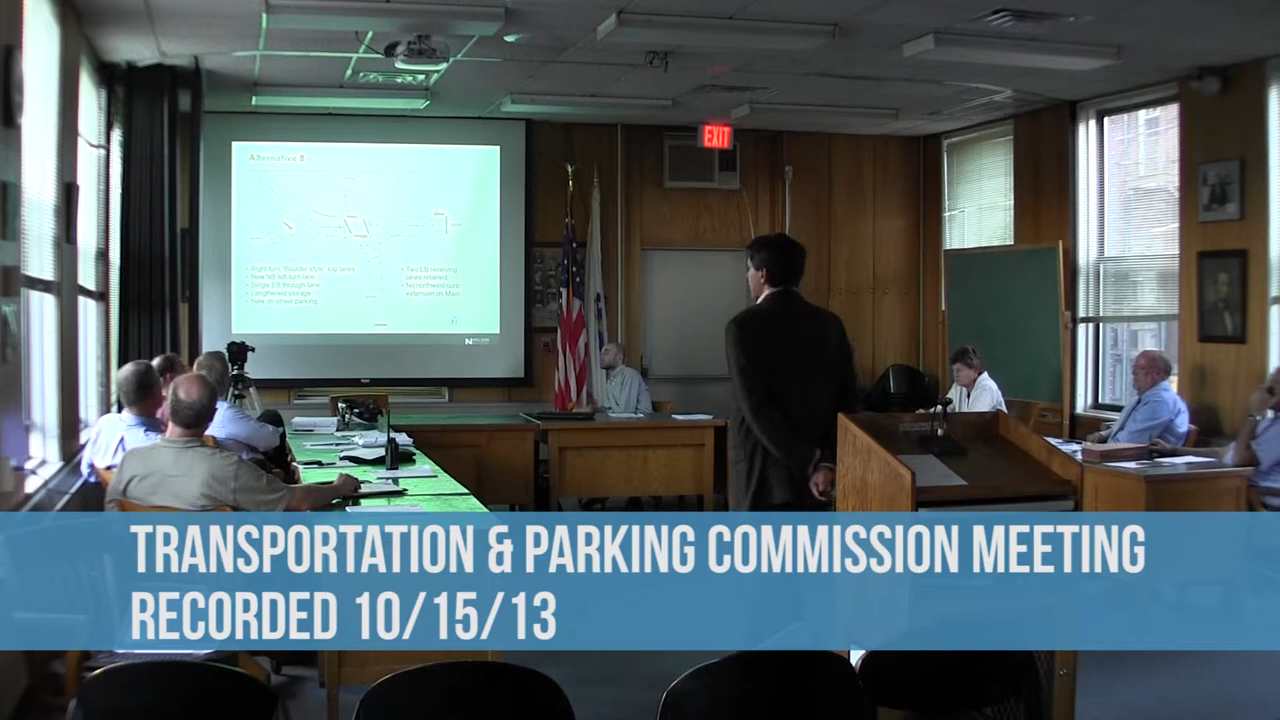 EXIT
Alternative B
• Right turn "Boulder style" slip lanes
• New NB left turn lane
• Single EB through lane
• Lengthened storage
• New on-street parking
• Two EB receiving
lanes retained
• No northwest curb
extension on Main
NELSON
TRANSPORTATION & PARKING COMMISSION MEETING
RECORDED 10/15/13